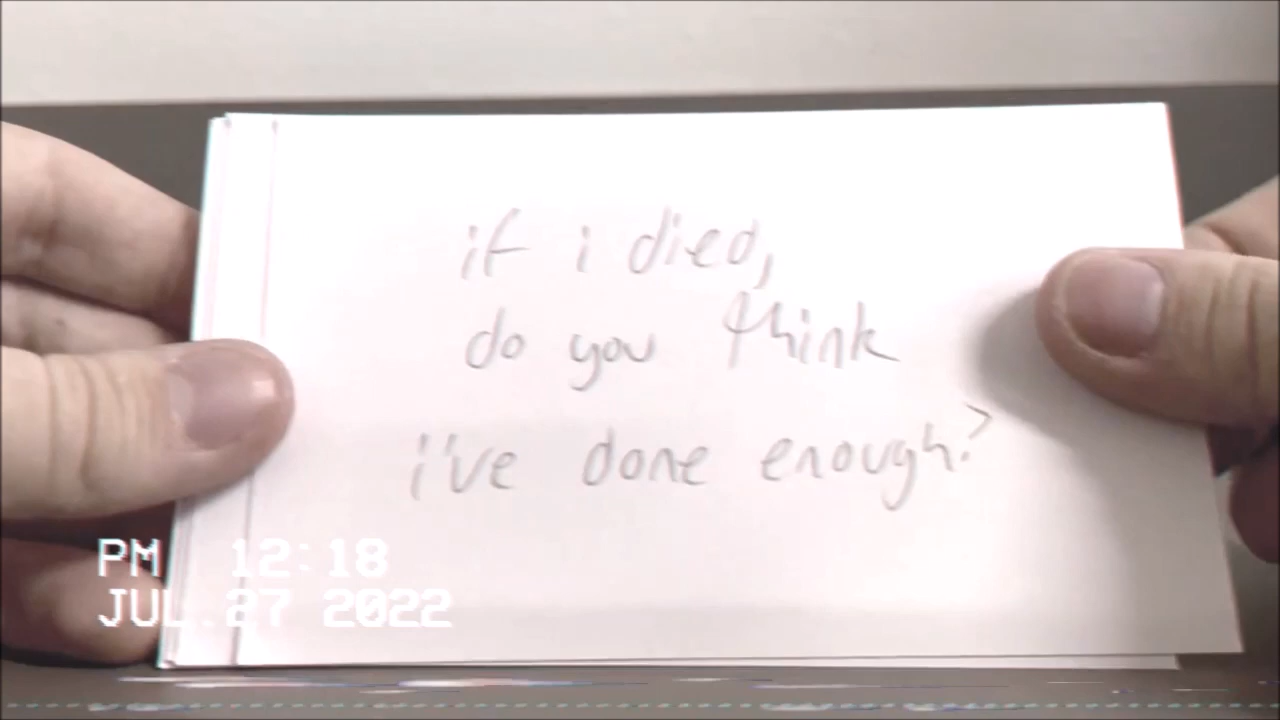 if i died,
do you think
i've done enough?
PM 12:18
JUL.27 2022